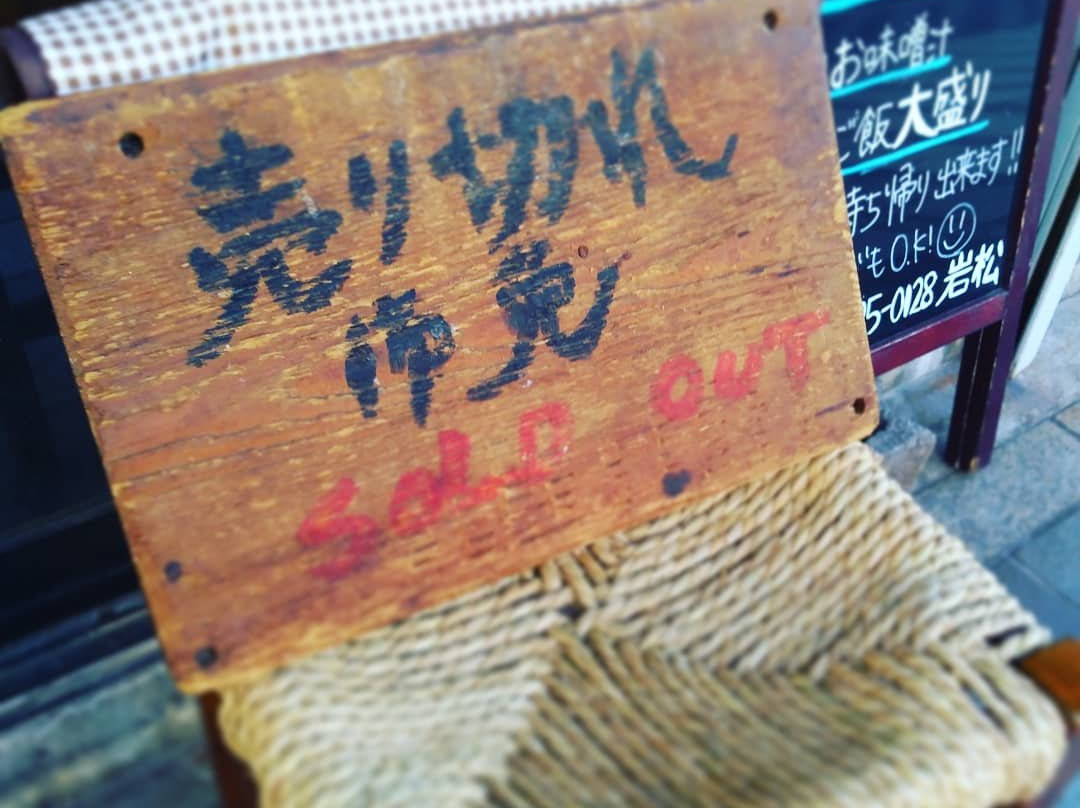 売り切れ
御免
SOLD OUT
お味噌汁
ご飯大盛り
持ち帰り出来ます!!
も O.K!
5-0128 岩松